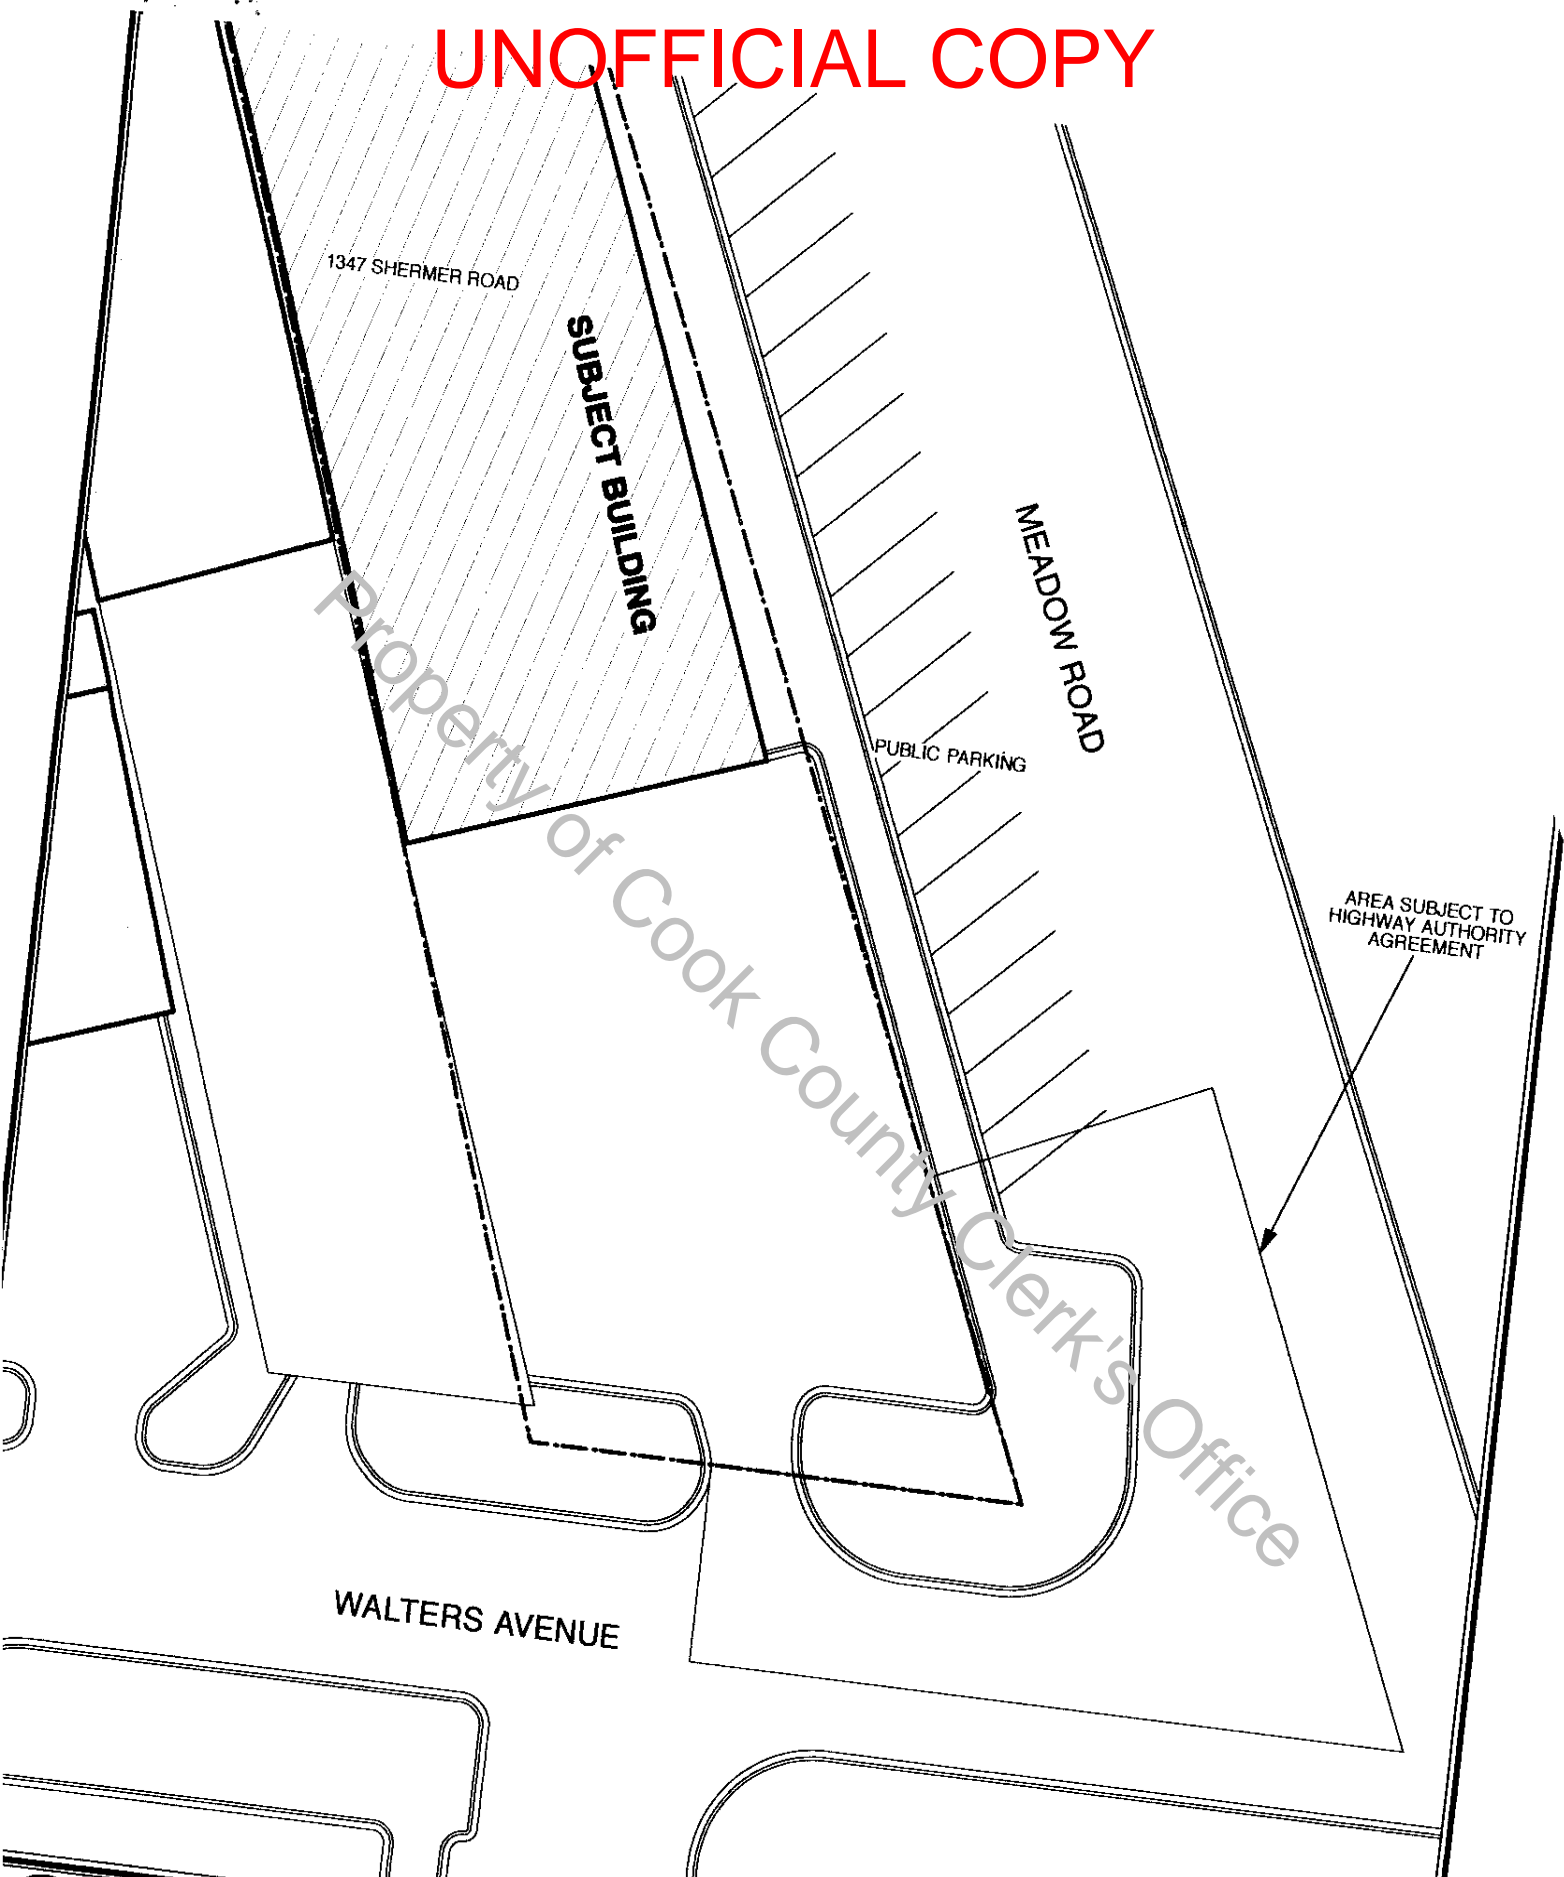 UNOFFICIAL COPY
1347 SHERMER ROAD
SUBJECT BUILDING
MEADOW ROAD
PUBLIC PARKING
AREA SUBJECT TO
HIGHWAY AUTHORITY
AGREEMENT
Property of Cook County Clerk's Office
WALTERS AVENUE